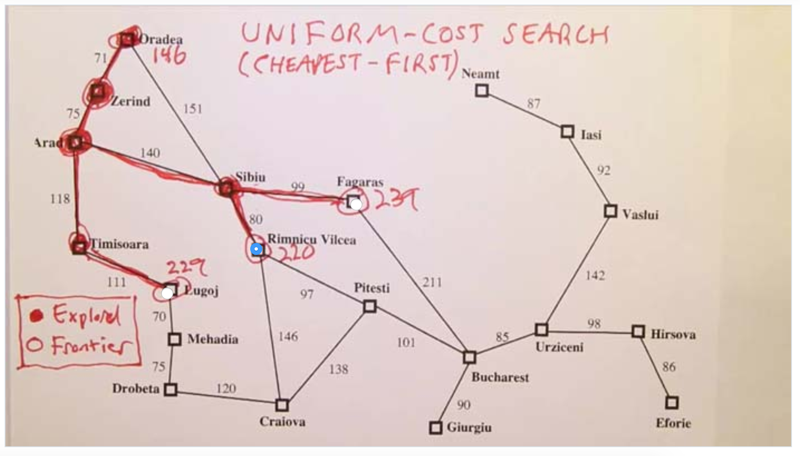 UNIFORM-COST SEARCH
(CHEAPEST-FIRST)
Oradea
146
71
Neamt
87
Zerind
151
75
Iasi
Arad
140
92
Sibiu
99
Fagaras
239
118
80
Vaslui
Timisoara
Rimnicu Vilcea
220
111
229
Lugoj
97
Pitesti
211
142
70
Explored
Frontier
Mehadia
146
101
85
98
Hirsova
Urziceni
75
138
86
Bucharest
Drobeta
120
90
Craiova
Giurgiu
Eforie